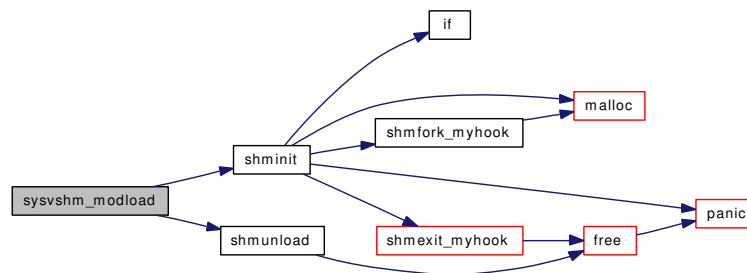 if
malloc
shmfork_myhook
shminit
sysvshm_modload
panic
shmunload
shmexit_myhook
free